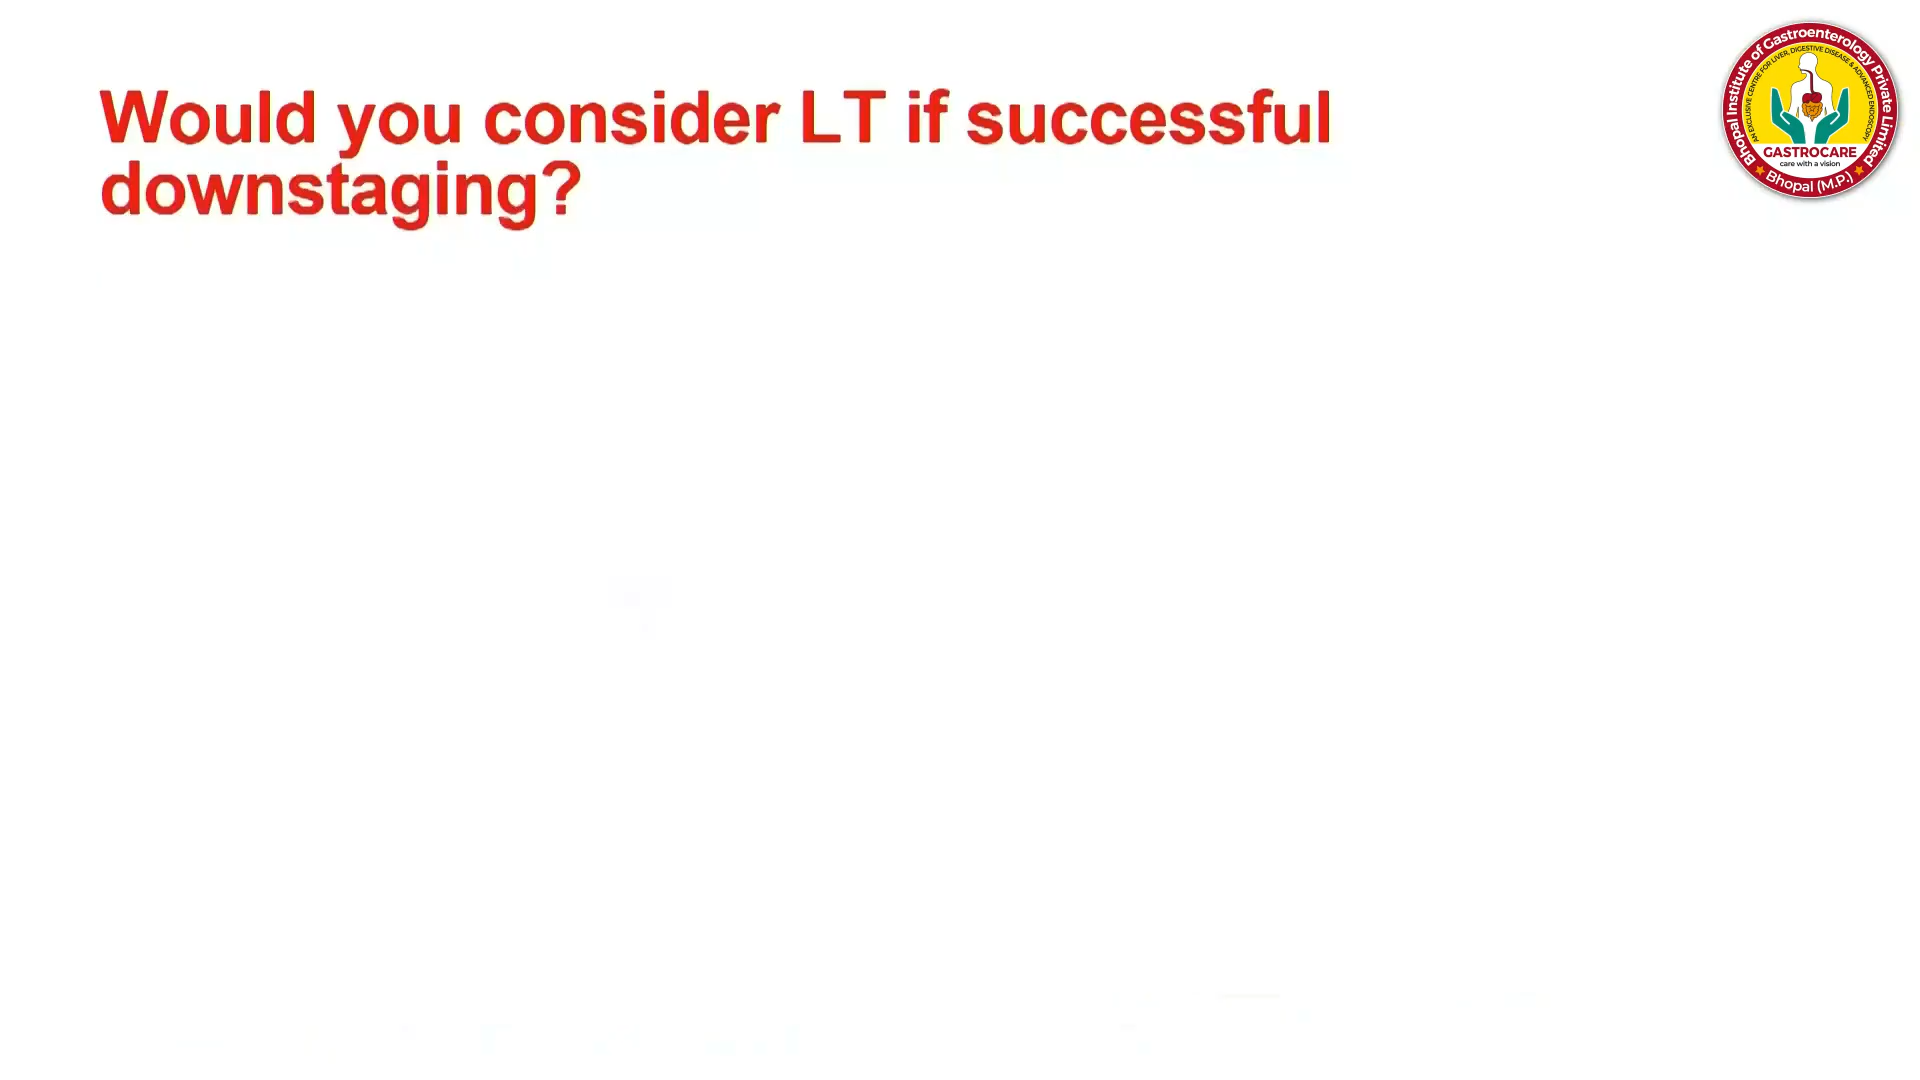 Would you consider LT if successful
downstaging?
Bhopal Institute of Gastroenterology Private Limited
AN EXCLUSIVE CENTRE FOR LIVER, DIGESTIVE DISEASE & ADVANCED ENDOSCOPY
GASTROCARE
care with a vision
Bhopal (M.P.)